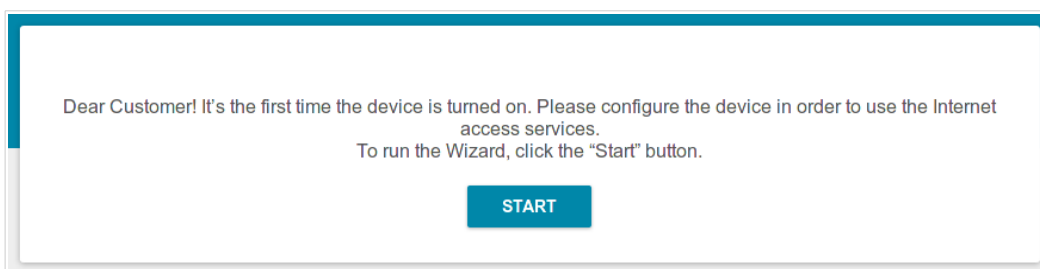 Dear Customer! It’s the first time the device is turned on. Please configure the device in order to use the Internet
access services.
To run the Wizard, click the “Start” button.
START